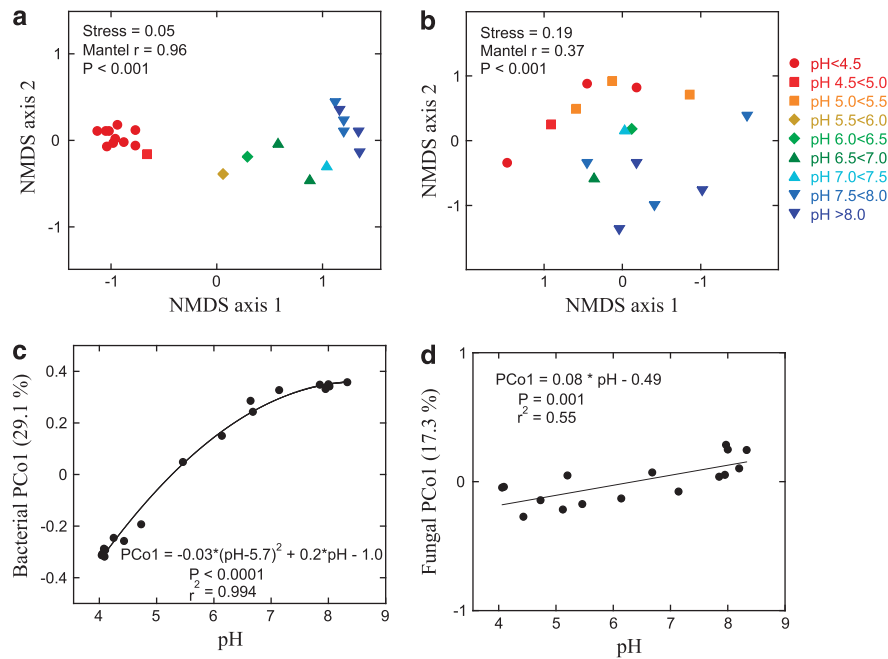 a
Stress = 0.05
Mantel r = 0.96
P < 0.001
NMDS axis 2
1
0
-1
-1
0
1
NMDS axis 1
b
Stress = 0.19
Mantel r = 0.37
P < 0.001
NMDS axis 2
1
0
-1
1
0
-1
NMDS axis 1
pH<4.5
pH 4.5<5.0
pH 5.0<5.5
pH 5.5<6.0
pH 6.0<6.5
pH 6.5<7.0
pH 7.0<7.5
pH 7.5<8.0
pH >8.0
c
Bacterial PCo1 (29.1 %)
0.4
0.2
0
-0.2
-0.4
PCo1 = -0.03*(pH-5.7)² + 0.2*pH - 1.0
P < 0.0001
r² = 0.994
4
5
6
7
8
9
pH
d
Fungal PCo1 (17.3 %)
1
0
-1
PCo1 = 0.08 * pH - 0.49
P = 0.001
r² = 0.55
4
5
6
7
8
9
pH